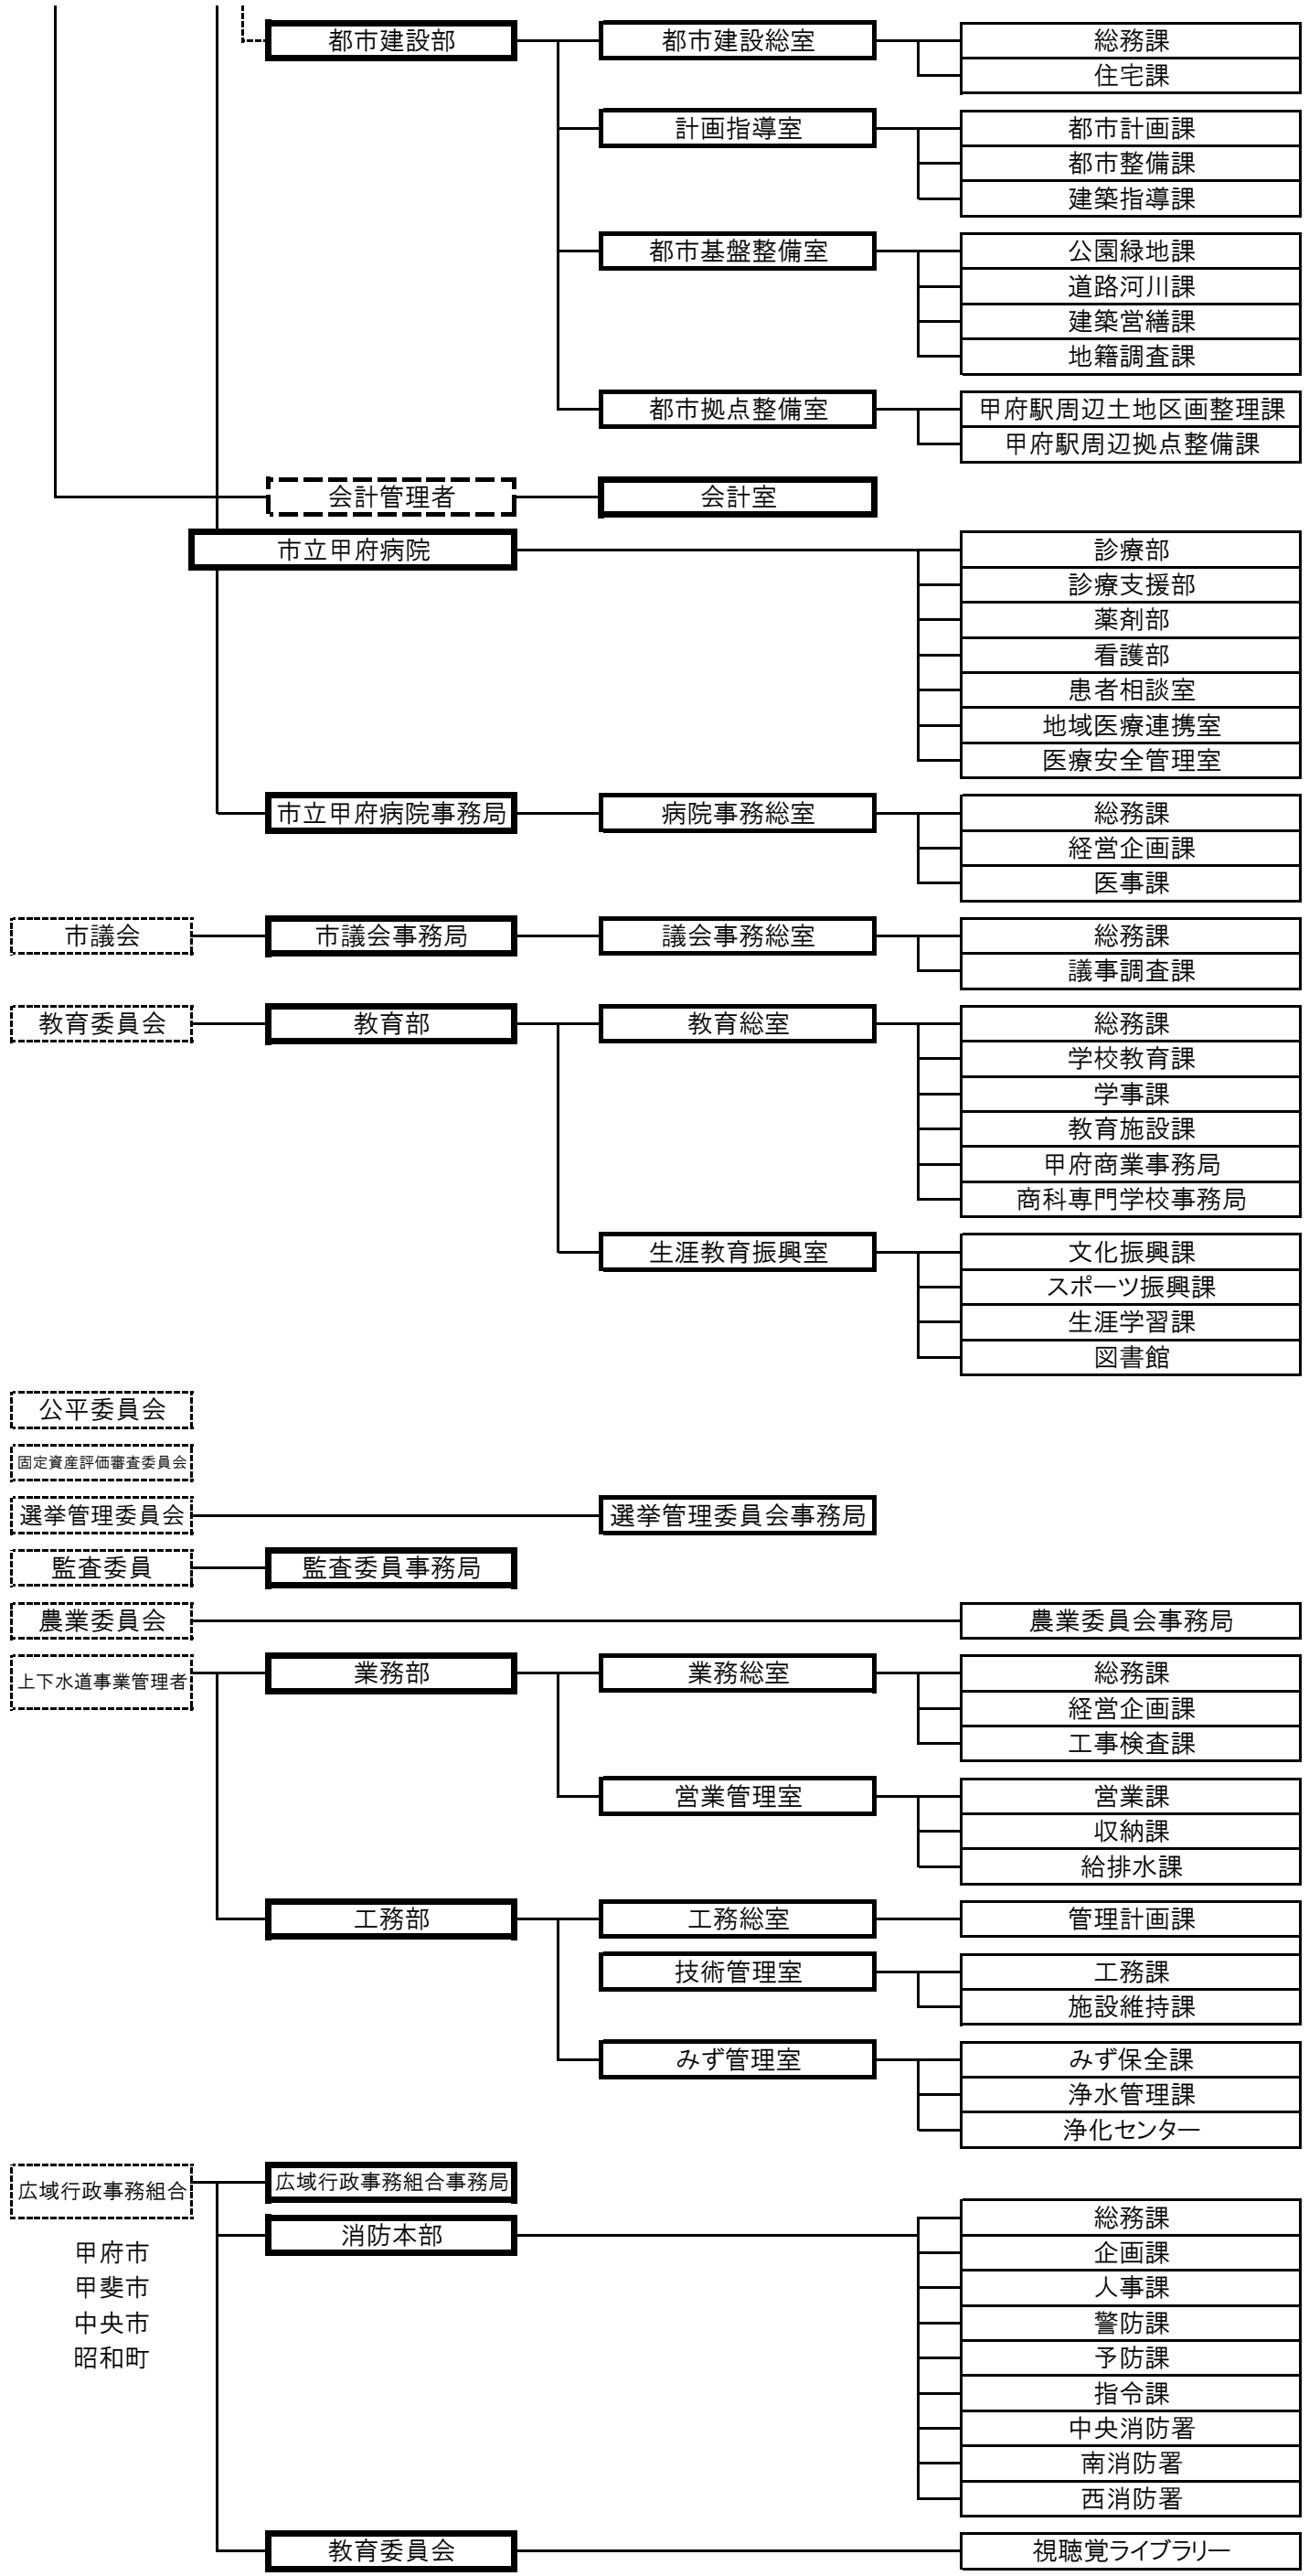 都市建設部
都市建設総室
総務課
住宅課
計画指導室
都市計画課
都市整備課
建築指導課
都市基盤整備室
公園緑地課
道路河川課
建築営繕課
地籍調査課
都市拠点整備室
甲府駅周辺土地区画整理課
甲府駅周辺拠点整備課
会計管理者
会計室
市立甲府病院
診療部
診療支援部
薬剤部
看護部
患者相談室
地域医療連携室
医療安全管理室
市立甲府病院事務局
病院事務総室
総務課
経営企画課
医事課
市議会
市議会事務局
議会事務総室
総務課
議事調査課
教育委員会
教育部
教育総室
総務課
学校教育課
学事課
教育施設課
甲府商業事務局
商科専門学校事務局
生涯教育振興室
文化振興課
スポーツ振興課
生涯学習課
図書館
公平委員会
固定資産評価審査委員会
選挙管理委員会
選挙管理委員会事務局
監査委員
監査委員事務局
農業委員会
農業委員会事務局
上下水道事業管理者
業務部
業務総室
総務課
経営企画課
工事検査課
営業管理室
営業課
収納課
給排水課
工務部
工務総室
管理計画課
技術管理室
工務課
施設維持課
みず管理室
みず保全課
浄水管理課
浄化センター
広域行政事務組合
広域行政事務組合事務局
甲府市
甲斐市
中央市
昭和町
消防本部
総務課
企画課
人事課
警防課
予防課
指令課
中央消防署
南消防署
西消防署
教育委員会
視聴覚ライブラリー